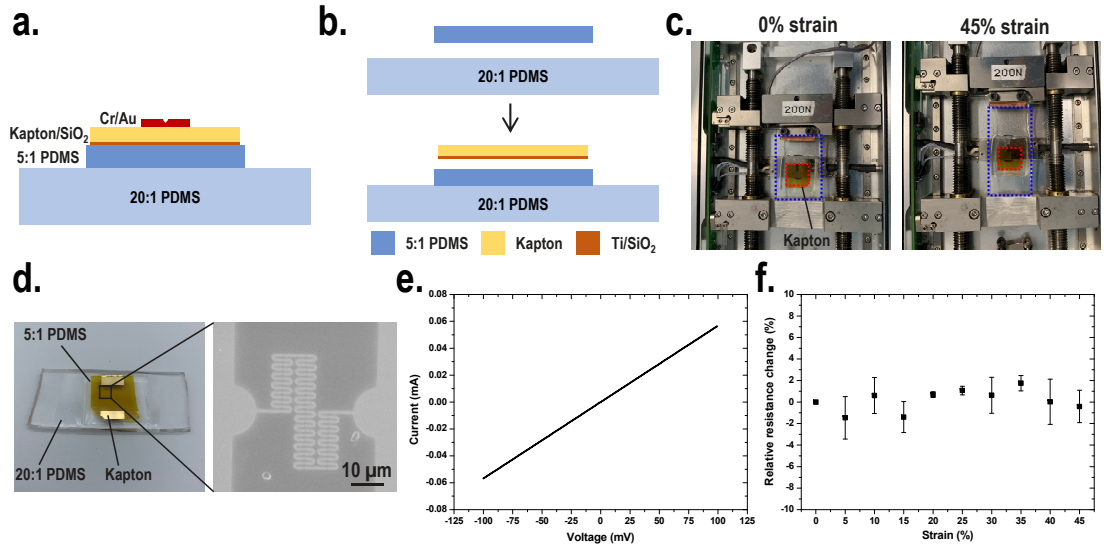 a.
Cr/Au
Kapton/SiO₂
5:1 PDMS
20:1 PDMS
b.
20:1 PDMS
20:1 PDMS
5:1 PDMS
Kapton
Ti/SiO₂
c.
0% strain
45% strain
200N
200N
Kapton
d.
5:1 PDMS
20:1 PDMS
Kapton
10 µm
e.
0.08
0.06
0.04
0.02
0.00
-0.02
-0.04
-0.06
-0.08
Current (mA)
-125 -100 -75 -50 -25 0 25 50 75 100 125
Voltage (mV)
f.
10
8
6
4
2
0
-2
-4
-6
-8
-10
Relative resistance change (%)
0 5 10 15 20 25 30 35 40 45
Strain (%)